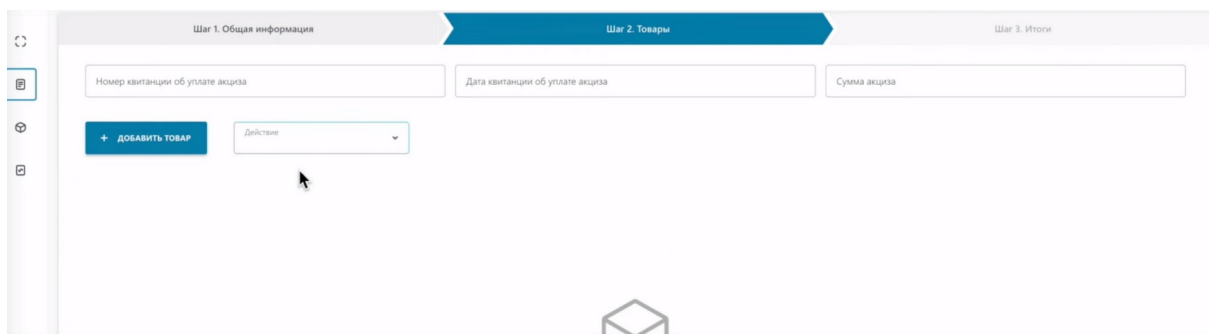 Шаг 1. Общая информация
Шаг 2. Товары
Шаг 3. Итоги
Номер квитанции об уплате акциза
Дата квитанции об уплате акциза
Сумма акциза
+ ДОБАВИТЬ ТОВАР
Действие